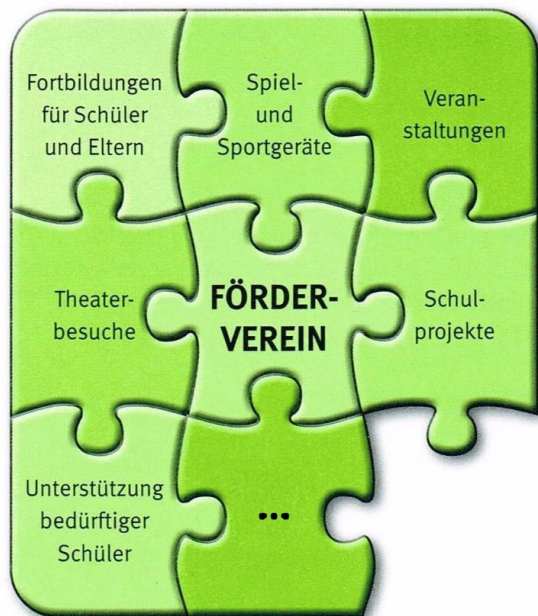 Fortbildungen
für Schüler
und Eltern
Spiel-
und
Sportgeräte
Veran-
staltungen
Theater-
besuche
FÖRDER-
VEREIN
Schul-
projekte
Unterstützung
bedürftiger
Schüler
...